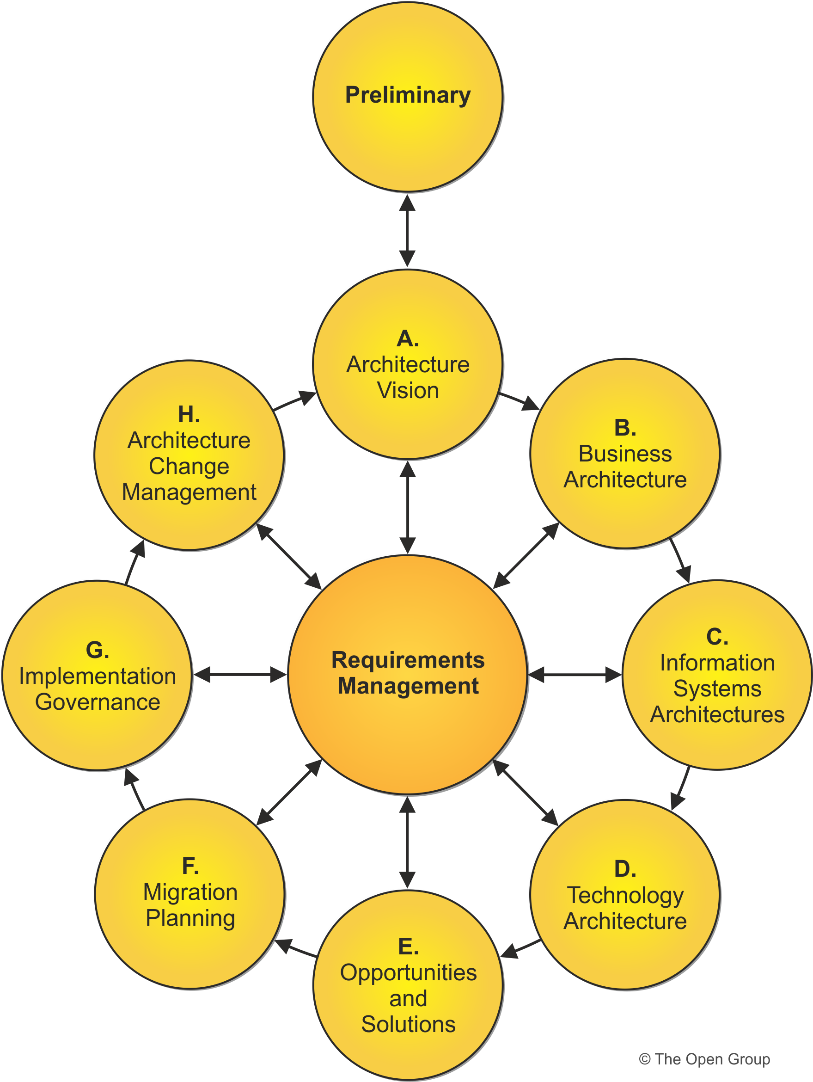 Preliminary
A.
Architecture
Vision
B.
Business
Architecture
C.
Information
Systems
Architectures
D.
Technology
Architecture
E.
Opportunities
and
Solutions
F.
Migration
Planning
G.
Implementation
Governance
H.
Architecture
Change
Management
Requirements
Management
© The Open Group